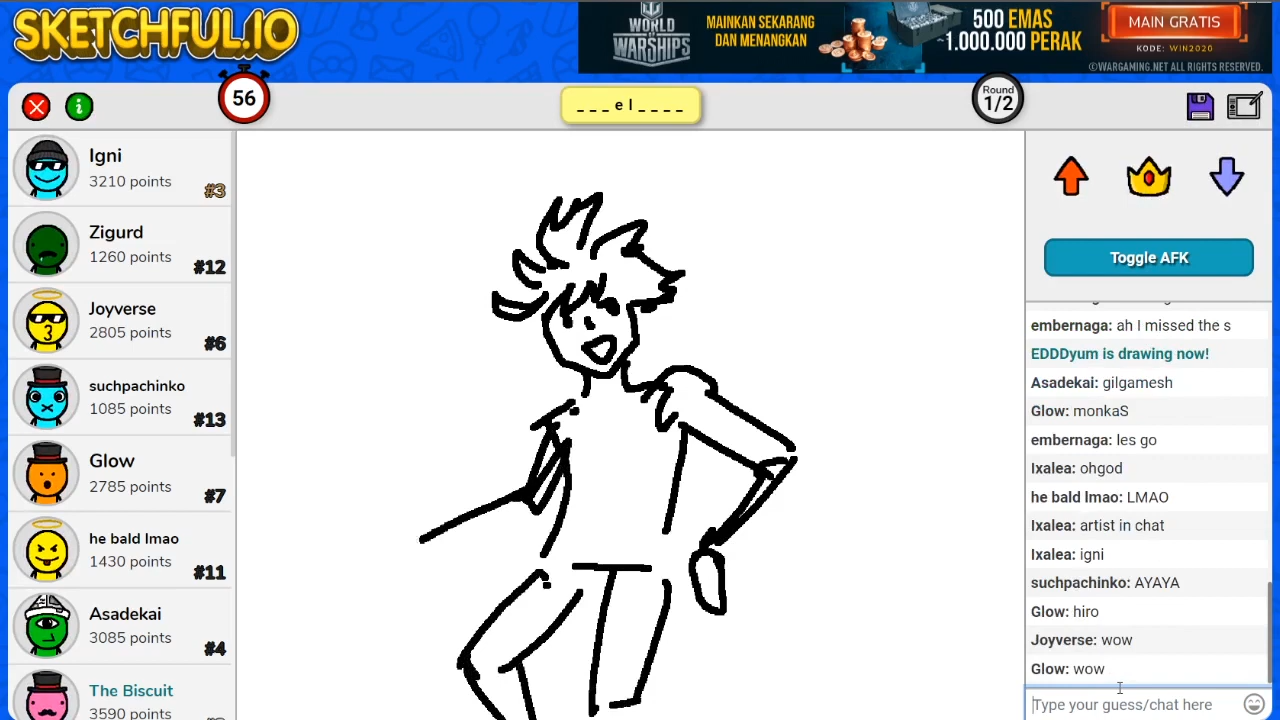 SKETCHFUL.IO
WORLD OF WARSHIPS
MAINKAN SEKARANG
DAN MENANGKAN
500 EMAS
1.000.000 PERAK
MAIN GRATIS
KODE: WIN2020
©WARGAMING.NET ALL RIGHTS RESERVED.
56
_ _ _ e l _ _ _ _
Round
1/2
Igni
3210 points
#3
Zigurd
1260 points
#12
Joyverse
2805 points
#6
suchpachinko
1085 points
#13
Glow
2785 points
#7
he bald lmao
1430 points
#11
Asadekai
3085 points
#4
The Biscuit
3590 points
Toggle AFK
embernaga: ah I missed the s
EDDDyum is drawing now!
Asadekai: gilgamesh
Glow: monkaS
embernaga: les go
Ixalea: ohgod
he bald lmao: LMAO
Ixalea: artist in chat
Ixalea: igni
suchpachinko: AYAYA
Glow: hiro
Joyverse: wow
Glow: wow
Type your guess/chat here